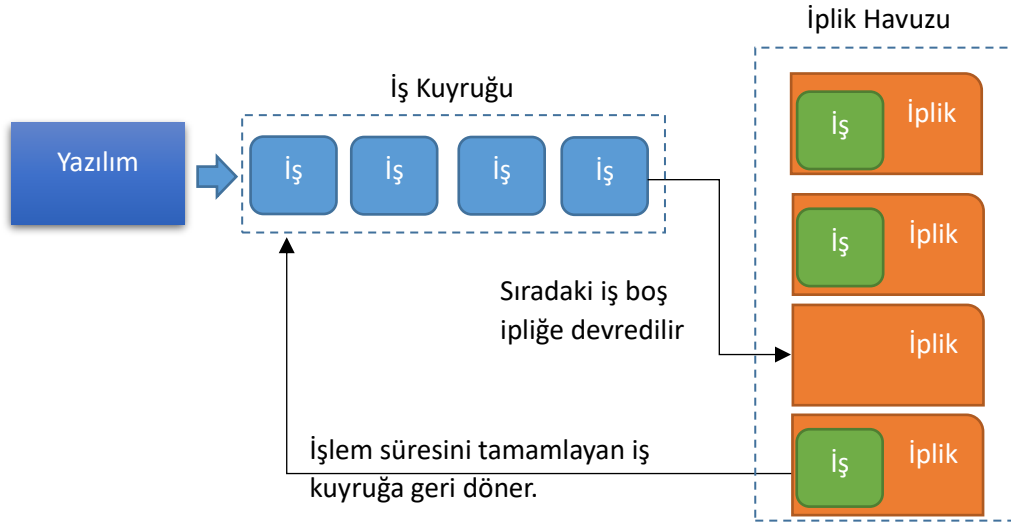 İplik Havuzu
İş Kuyruğu
Yazılım
İş
İş
İş
İş
İş
İplik
İş
İplik
Sıradaki iş boş
ipliğe devredilir
İplik
İşlem süresini tamamlayan iş
kuyruğa geri döner.
İş
İplik